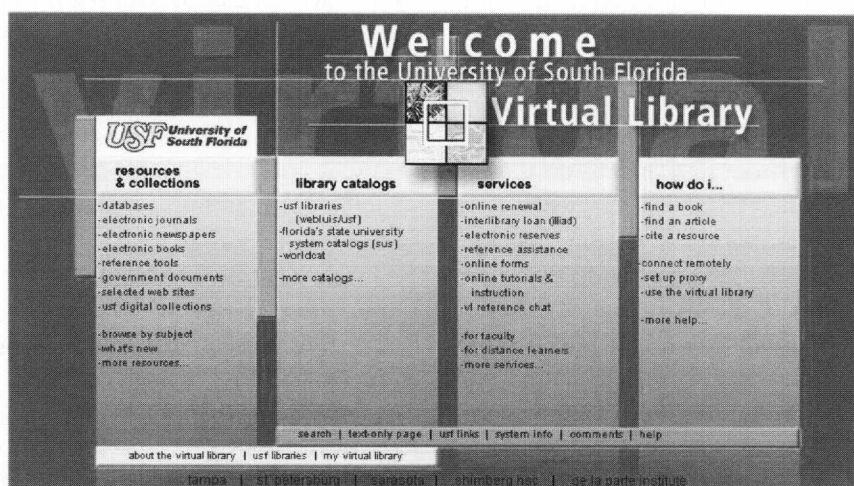 virtual
Welcome
to the University of South Florida
Virtual Library
USF University of
South Florida
resources
& collections
-databases
-electronic journals
-electronic newspapers
-electronic books
-reference tools
-government documents
-selected web sites
-usf digital collections
-browse by subject
-what's new
-more resources...
library catalogs
-usf libraries
(webluis/usf)
-florida's state university
system catalogs (sus)
-worldcat
-more catalogs...
services
-online renewal
-interlibrary loan (illiad)
-electronic reserves
-reference assistance
-online forms
-online tutorials &
instruction
-vl reference chat
-for faculty
-for distance learners
-more services...
how do i...
-find a book
-find an article
-cite a resource
-connect remotely
-set up proxy
-use the virtual library
-more help...
search | text-only page | usf links | system info | comments | help
about the virtual library | usf libraries | my virtual library
tampa | st. petersburg | sarasota | shimberg hsc | de la parte institute